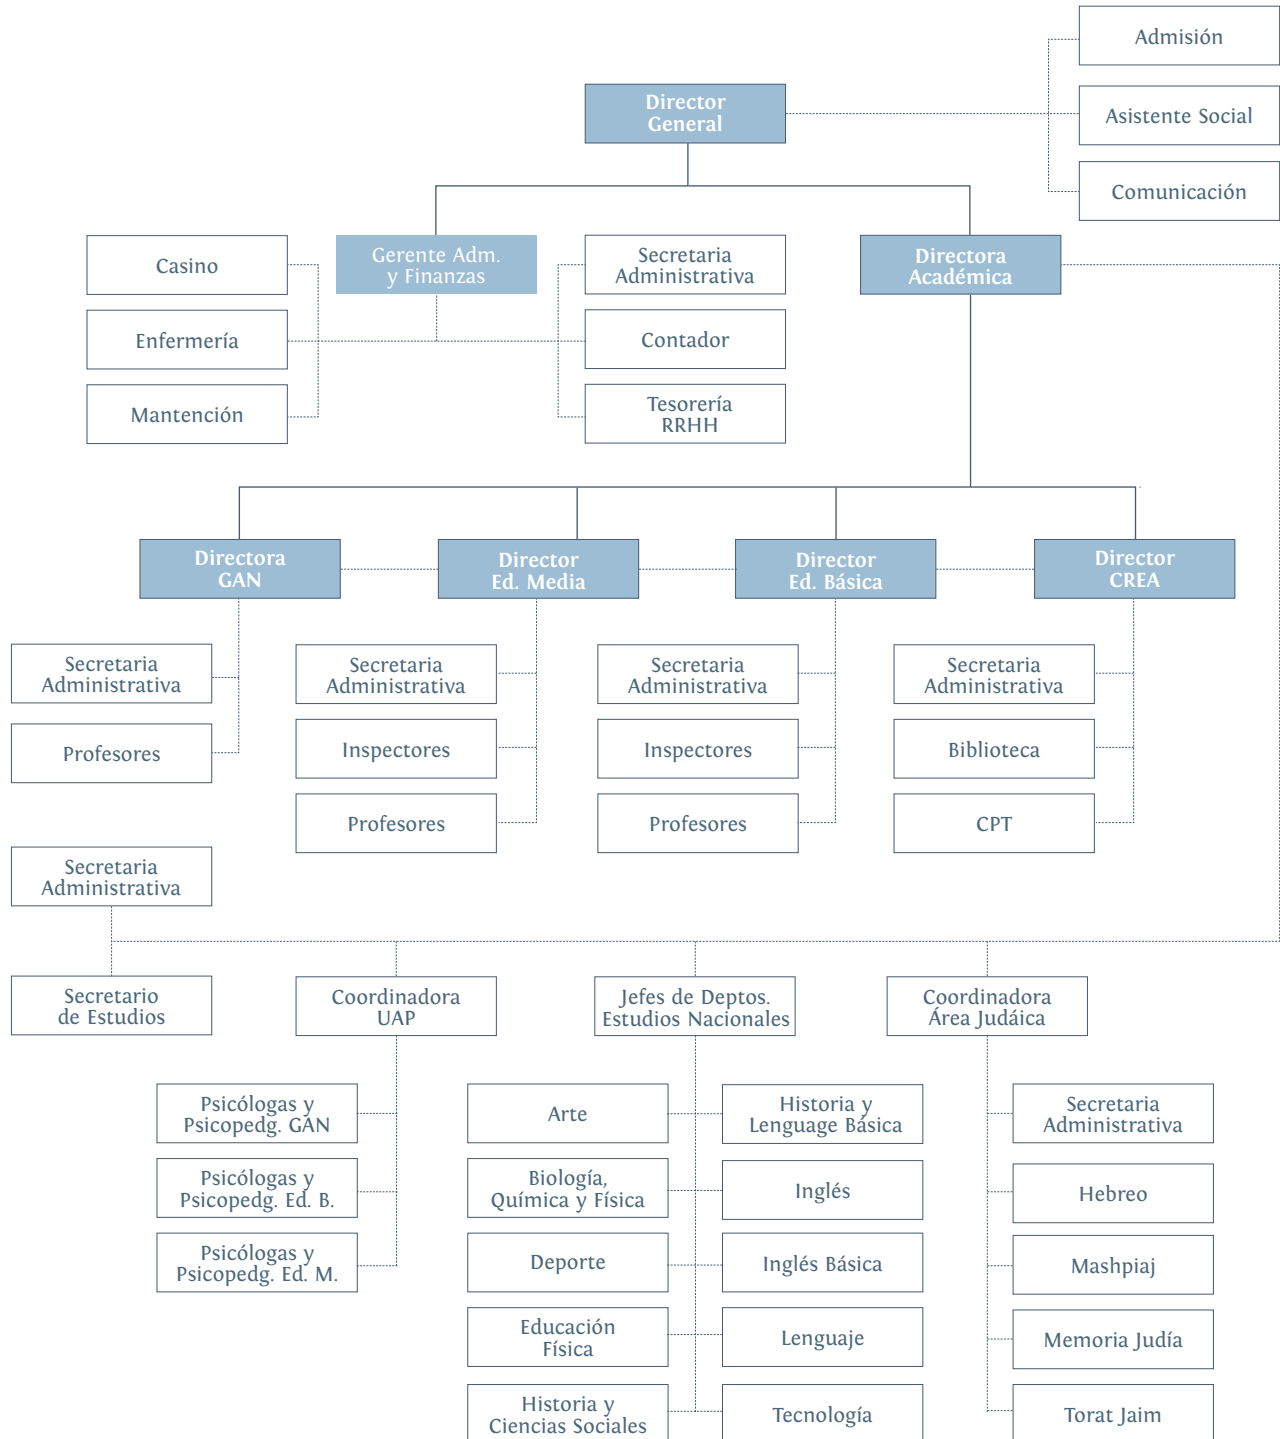 Admisión
Director
General
Asistente Social
Comunicación
Casino
Gerente Adm.
y Finanzas
Secretaria
Administrativa
Directora
Académica
Enfermería
Contador
Mantención
Tesorería
RRHH
Directora
GAN
Director
Ed. Media
Director
Ed. Básica
Director
CREA
Secretaria
Administrativa
Secretaria
Administrativa
Secretaria
Administrativa
Secretaria
Administrativa
Profesores
Inspectores
Inspectores
Biblioteca
Profesores
Profesores
CPT
Secretaria
Administrativa
Secretario
de Estudios
Coordinadora
UAP
Jefes de Deptos.
Estudios Nacionales
Coordinadora
Área Judáica
Psicólogas y
Psicopedg. GAN
Arte
Historia y
Lenguage Básica
Secretaria
Administrativa
Psicólogas y
Psicopedg. Ed. B.
Biología,
Química y Física
Inglés
Hebreo
Psicólogas y
Psicopedg. Ed. M.
Deporte
Inglés Básica
Mashpiaj
Educación
Física
Lenguaje
Memoria Judía
Historia y
Ciencias Sociales
Tecnología
Torat Jaim